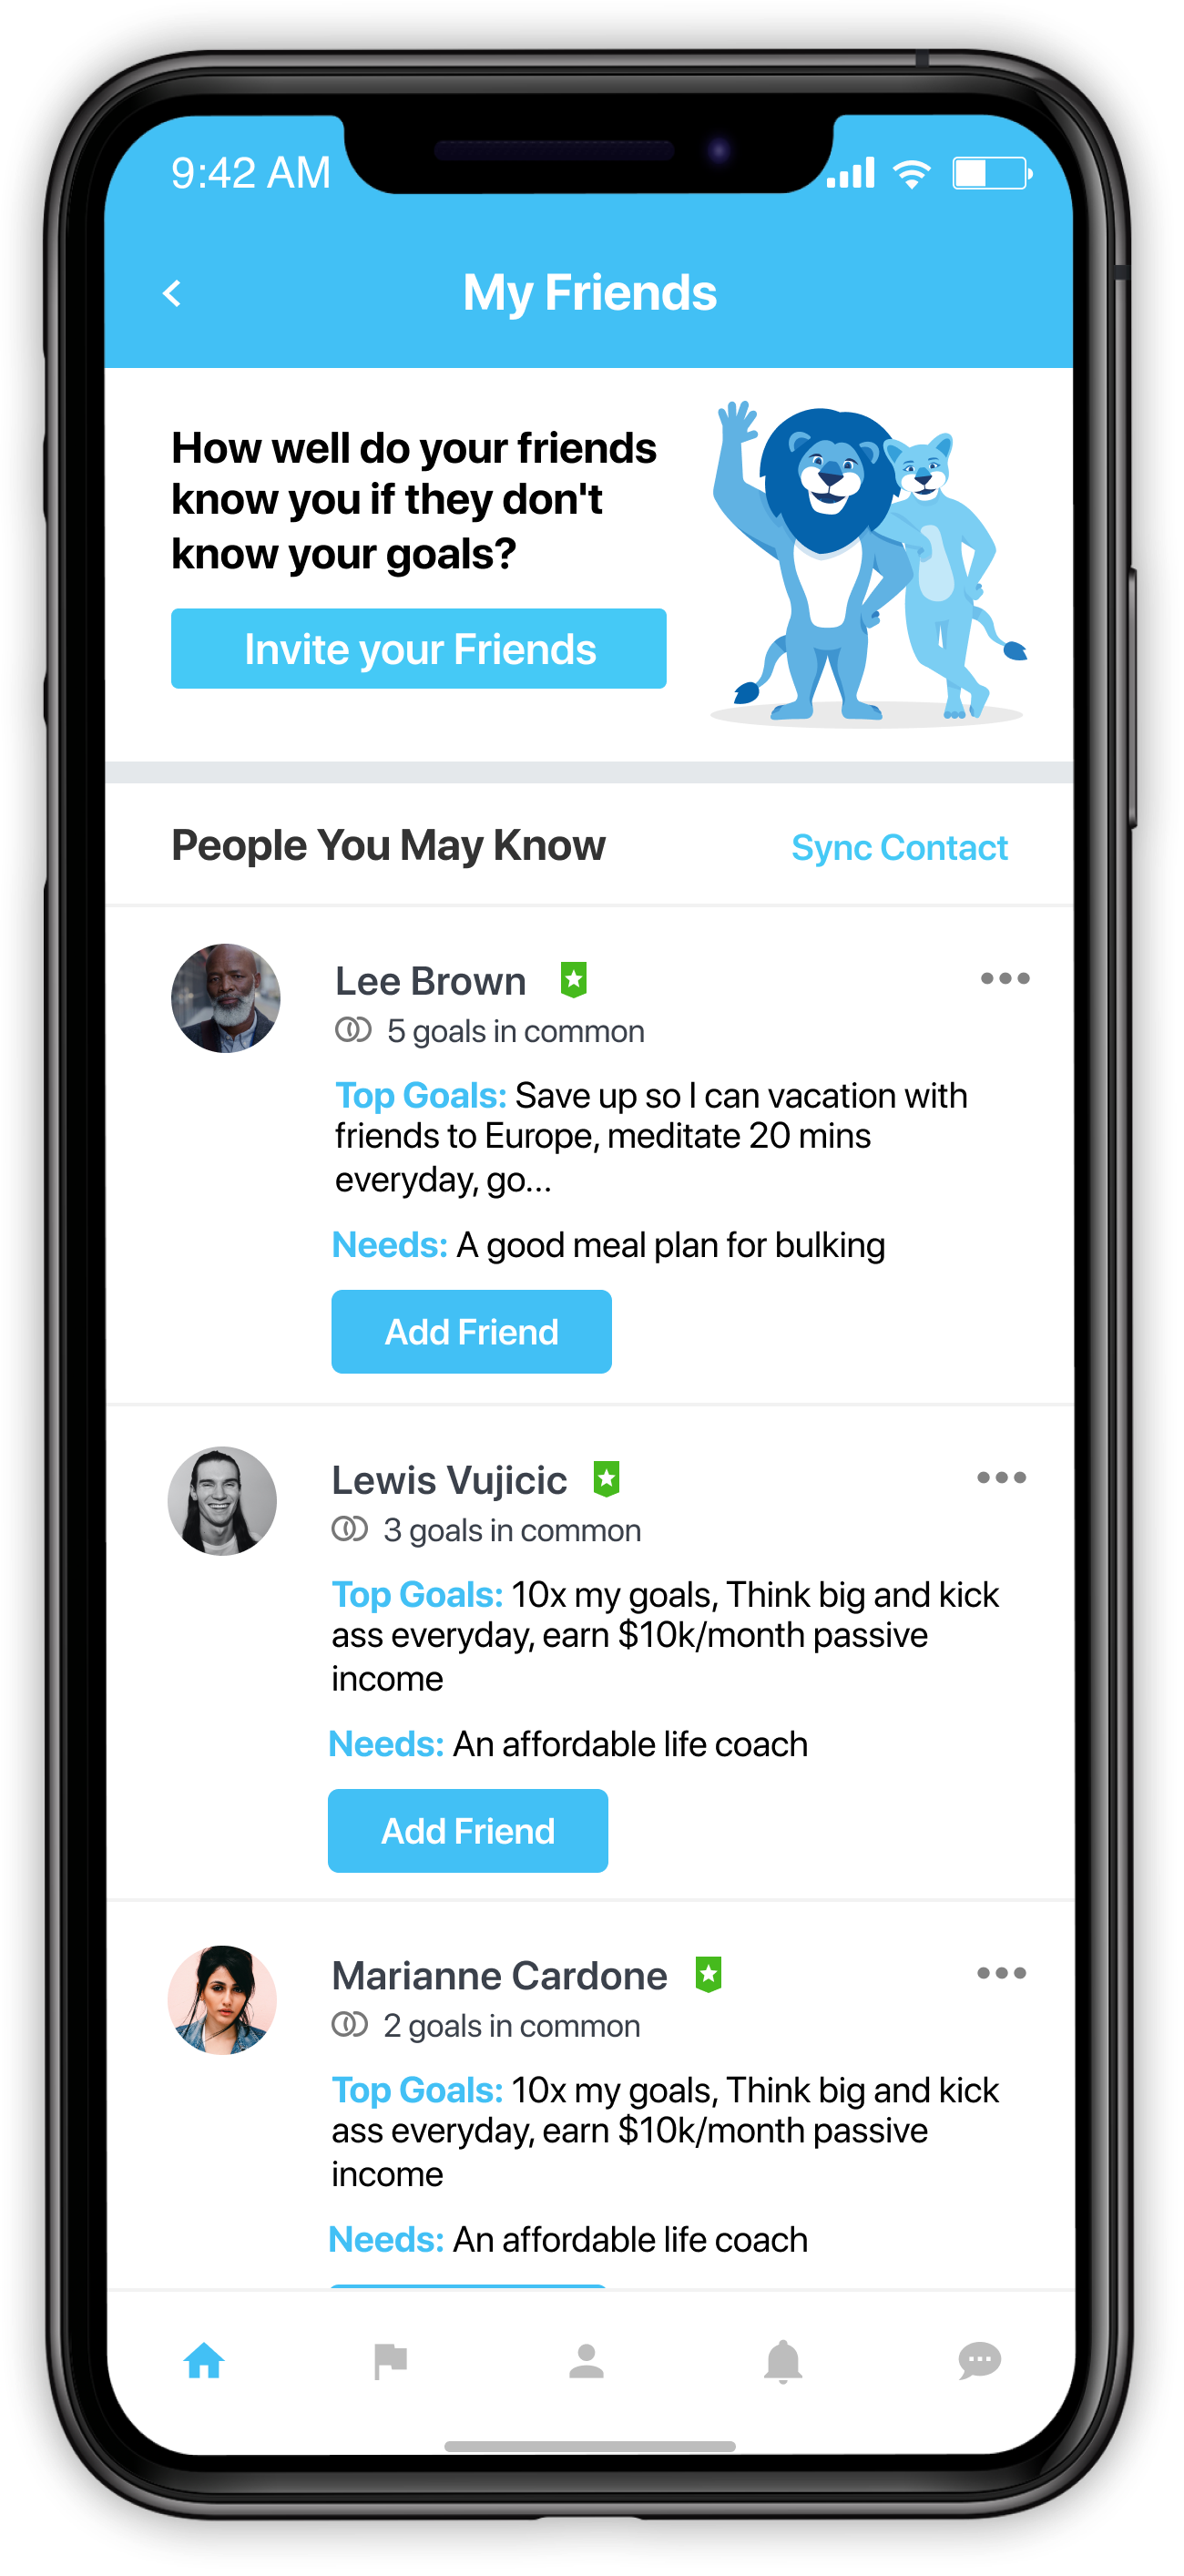 9:42 AM
My Friends
How well do your friends
know you if they don't
know your goals?
Invite your Friends
People You May Know
Sync Contact
Lee Brown
5 goals in common
Top Goals: Save up so I can vacation with
friends to Europe, meditate 20 mins
everyday, go...
Needs: A good meal plan for bulking
Add Friend
Lewis Vujicic
3 goals in common
Top Goals: 10x my goals, Think big and kick
ass everyday, earn $10k/month passive
income
Needs: An affordable life coach
Add Friend
Marianne Cardone
2 goals in common
Top Goals: 10x my goals, Think big and kick
ass everyday, earn $10k/month passive
income
Needs: An affordable life coach